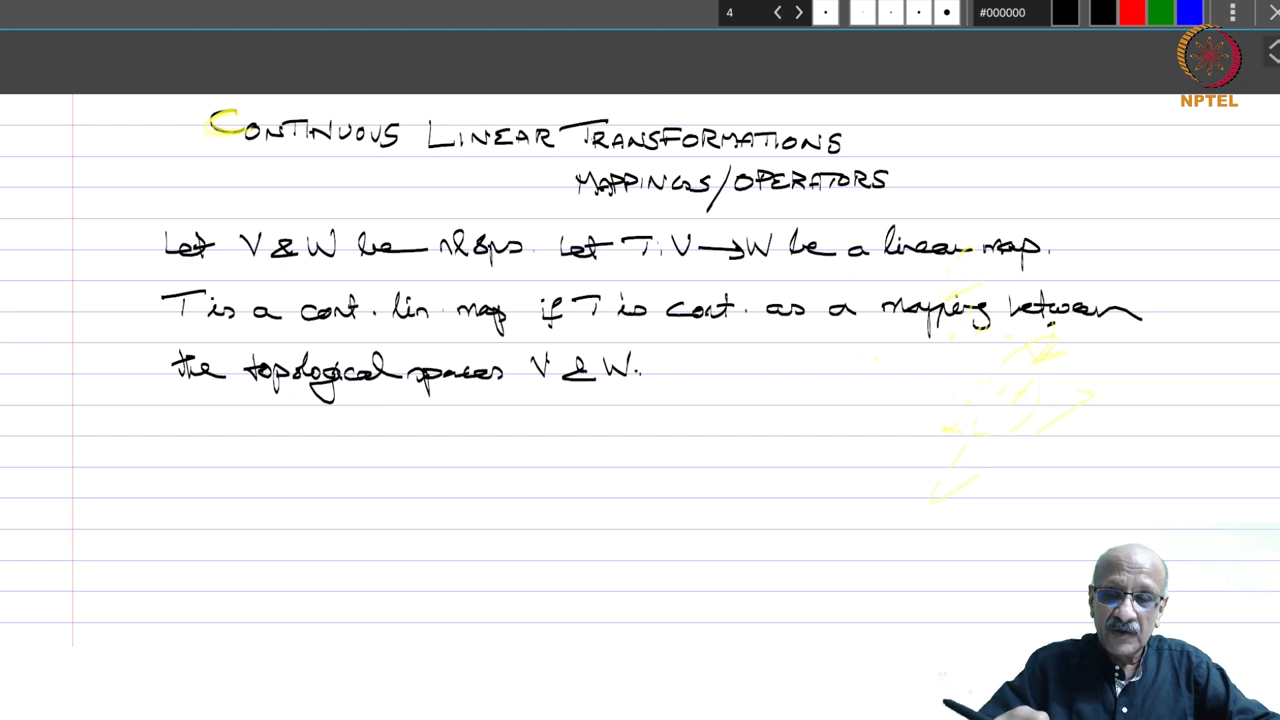 4
#000000
NPTEL
CONTINUOUS LINEAR TRANSFORMATIONS
MAPPINGS/OPERATORS
Let V & W be nlsps. Let T: V → W be a linear map.
T is a cont. lin. map if T is cont. as a mapping between
the topological spaces V & W.